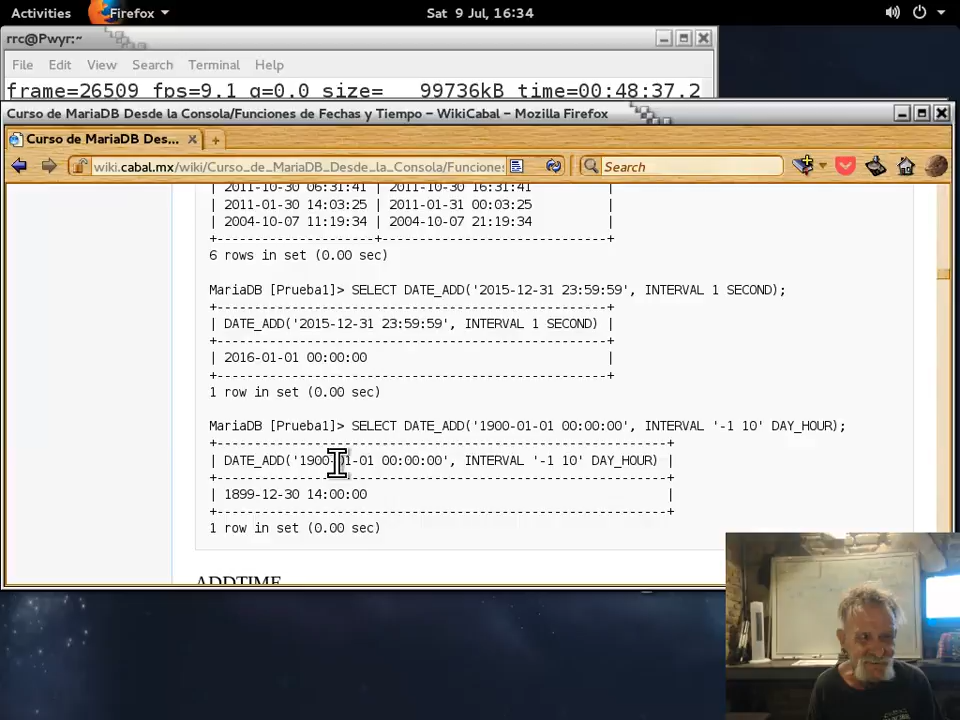 Activities Firefox Sat 9 Jul, 16:34
rrc@Pwyr:~
File Edit View Search Terminal Help
frame=26509 fps=9.1 q=0.0 size= 99736kB time=00:48:37.2
Curso de MariaDB Desde la Consola/Funciones de Fechas y Tiempo – WikiCabal - Mozilla Firefox
Curso de MariaDB Des... × +
wiki.cabal.mx/wiki/Curso_de_MariaDB_Desde_la_Consola/Funcione Search
| 2011-10-30 06:31:41 | 2011-10-30 16:31:41 |
| 2011-01-30 14:03:25 | 2011-01-31 00:03:25 |
| 2004-10-07 11:19:34 | 2004-10-07 21:19:34 |
+---------------------+-------------------------------+
6 rows in set (0.00 sec)
MariaDB [Prueba1]> SELECT DATE_ADD('2015-12-31 23:59:59', INTERVAL 1 SECOND);
+-----------------------------------------------------+
| DATE_ADD('2015-12-31 23:59:59', INTERVAL 1 SECOND) |
+-----------------------------------------------------+
| 2016-01-01 00:00:00 |
+-----------------------------------------------------+
1 row in set (0.00 sec)
MariaDB [Prueba1]> SELECT DATE_ADD('1900-01-01 00:00:00', INTERVAL '-1 10' DAY_HOUR);
+-------------------------------------------------------------+
| DATE_ADD('1900-01-01 00:00:00', INTERVAL '-1 10' DAY_HOUR) |
+-------------------------------------------------------------+
| 1899-12-30 14:00:00 |
+-------------------------------------------------------------+
1 row in set (0.00 sec)
ADDTIME